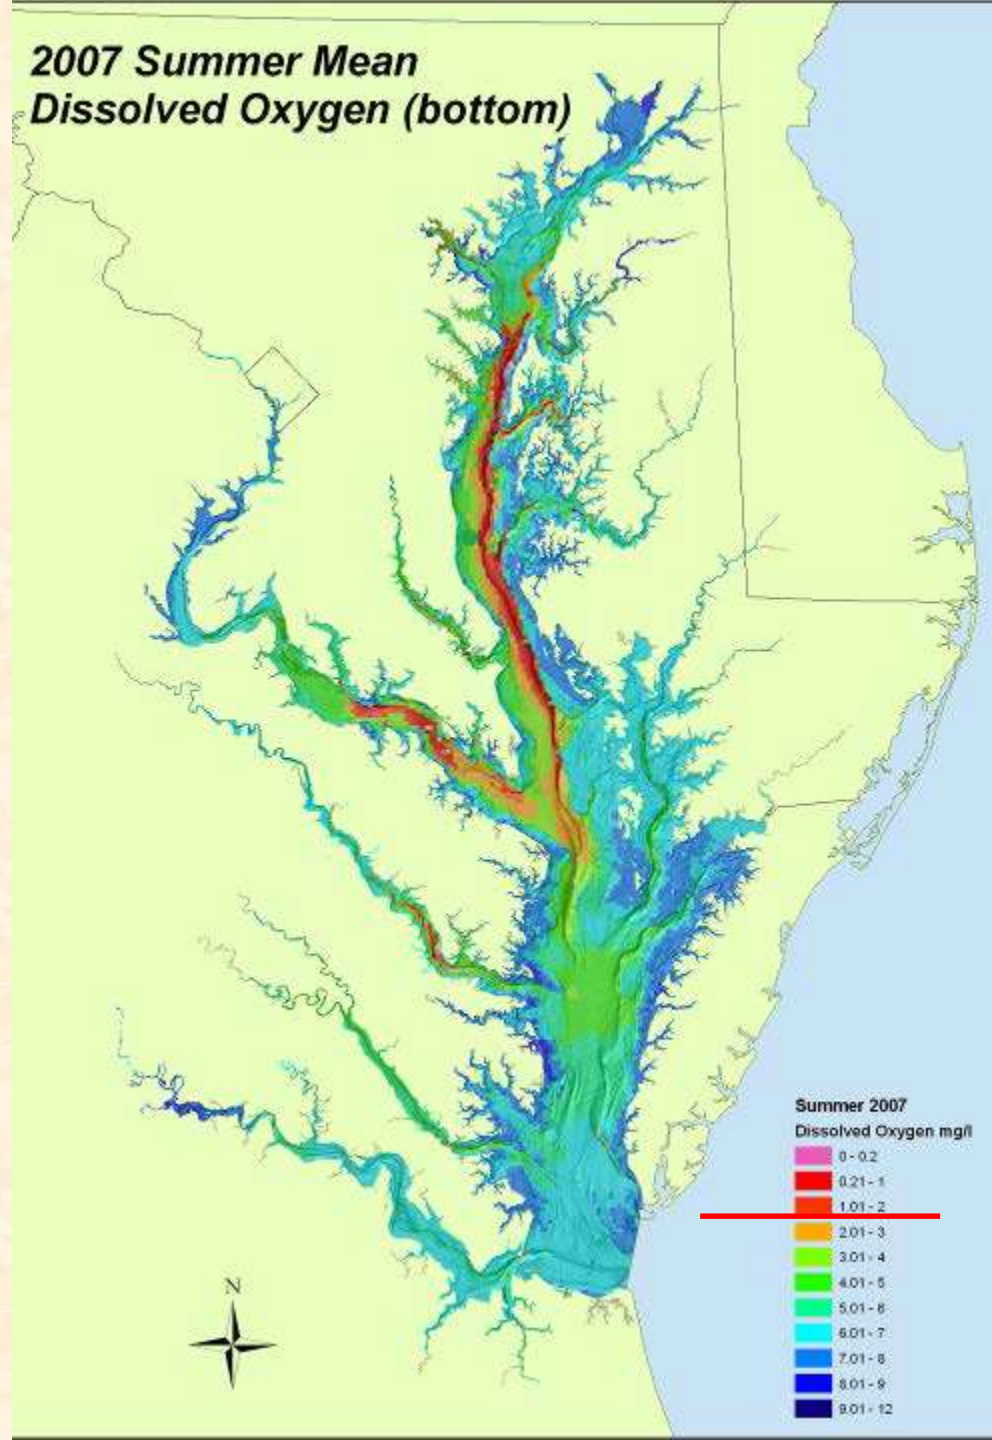 2007 Summer Mean
Dissolved Oxygen (bottom)
N
Summer 2007
Dissolved Oxygen mg/l
0 - 0.2
0.21 - 1
1.01 - 2
2.01 - 3
3.01 - 4
4.01 - 5
5.01 - 6
6.01 - 7
7.01 - 8
8.01 - 9
9.01 - 12